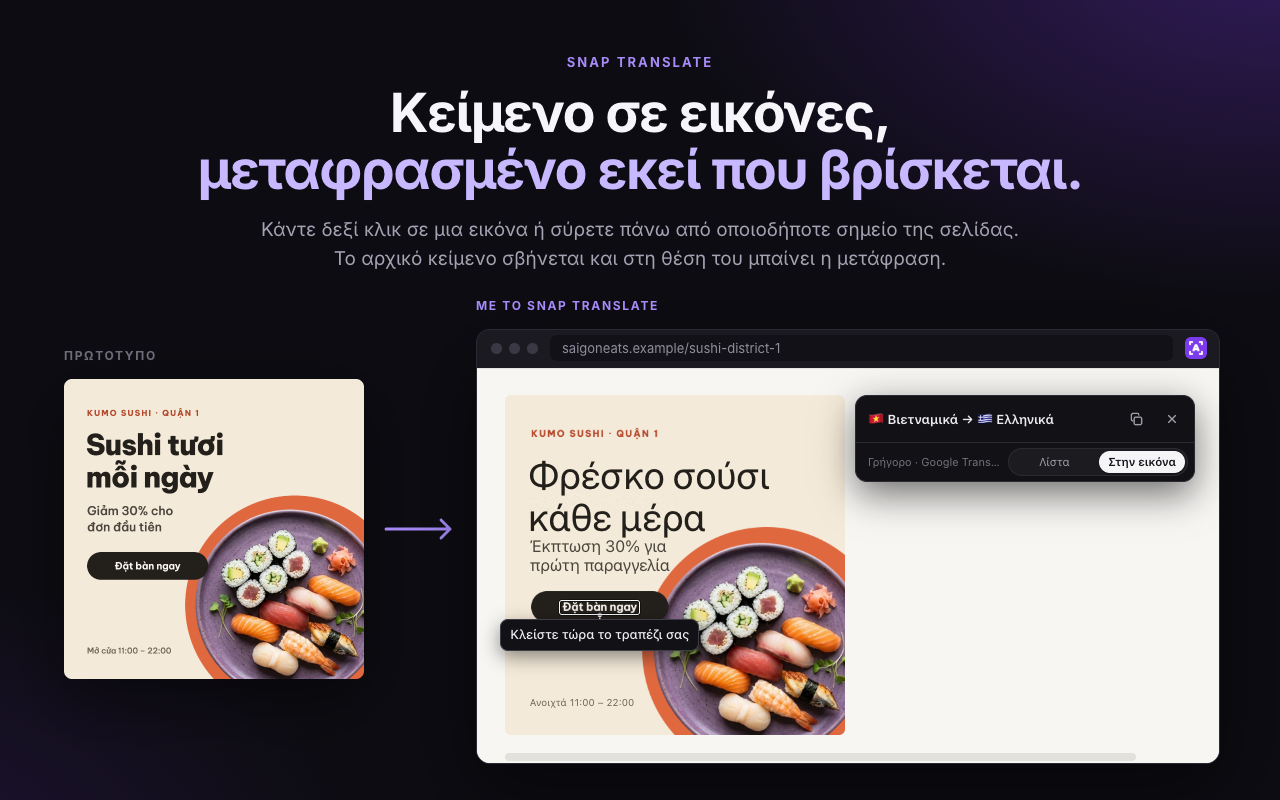 SNAP TRANSLATE
Κείμενο σε εικόνες,
μεταφρασμένο εκεί που βρίσκεται.
Κάντε δεξί κλικ σε μια εικόνα ή σύρετε πάνω από οποιοδήποτε σημείο της σελίδας.
Το αρχικό κείμενο σβήνεται και στη θέση του μπαίνει η μετάφραση.
ΠΡΩΤΟΤΥΠΟ
KUMO SUSHI · QUẬN 1
Sushi tươi
mỗi ngày
Giảm 30% cho
đơn đầu tiên
Đặt bàn ngay
Mở cửa 11:00 – 22:00
ΜΕ ΤΟ SNAP TRANSLATE
saigoneats.example/sushi-district-1
KUMO SUSHI · QUẬN 1
Φρέσκο σούσι
κάθε μέρα
Έκπτωση 30% για
πρώτη παραγγελία
Đặt bàn ngay
Κλείστε τώρα το τραπέζι σας
Ανοιχτά 11:00 – 22:00
Βιετναμικά → Ελληνικά
Γρήγορο · Google Trans...
Λίστα
Στην εικόνα